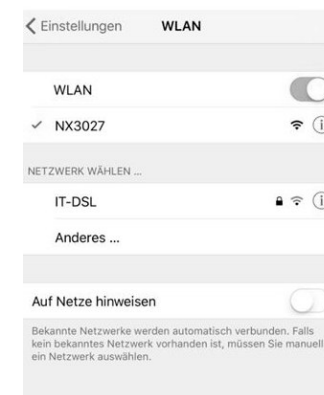 Einstellungen WLAN
WLAN
NX3027
NETZWERK WÄHLEN ...
IT-DSL
Anderes ...
Auf Netze hinweisen
Bekannte Netzwerke werden automatisch verbunden. Falls
kein bekanntes Netzwerk vorhanden ist, müssen Sie manuell
ein Netzwerk auswählen.